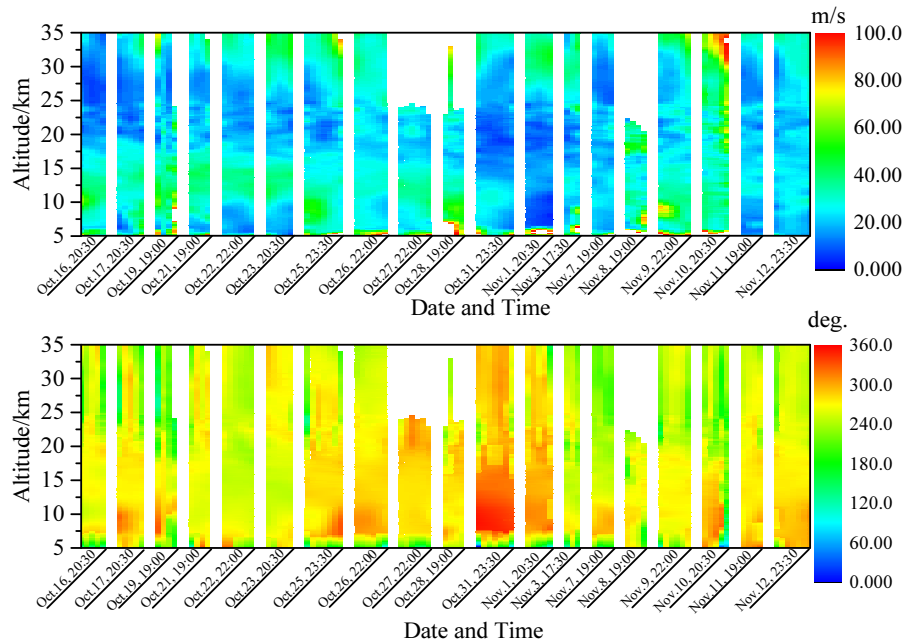 m/s
35
30
25
20
15
10
5
Altitude/km
100.0
80.00
60.00
40.00
20.00
0.000
Oct.16, 20:30
Oct.17, 20:30
Oct.19, 19:00
Oct.21, 19:00
Oct.22, 22:00
Oct.23, 20:30
Oct.25, 23:30
Oct.26, 22:00
Oct.27, 22:00
Oct.28, 19:00
Oct.31, 23:30
Nov.1, 20:30
Nov.3, 17:30
Nov.7, 19:00
Nov.8, 19:00
Nov.9, 22:00
Nov.10, 20:30
Nov.11, 19:00
Nov.12, 23:30
Date and Time
deg.
35
30
25
20
15
10
5
Altitude/km
360.0
300.0
240.0
180.0
120.0
60.00
0.000
Oct.16, 20:30
Oct.17, 20:30
Oct.19, 19:00
Oct.21, 19:00
Oct.22, 22:00
Oct.23, 20:30
Oct.25, 23:30
Oct.26, 22:00
Oct.27, 22:00
Oct.28, 19:00
Oct.31, 23:30
Nov.1, 20:30
Nov.3, 17:30
Nov.7, 19:00
Nov.8, 19:00
Nov.9, 22:00
Nov.10, 20:30
Nov.11, 19:00
Nov.12, 23:30
Date and Time